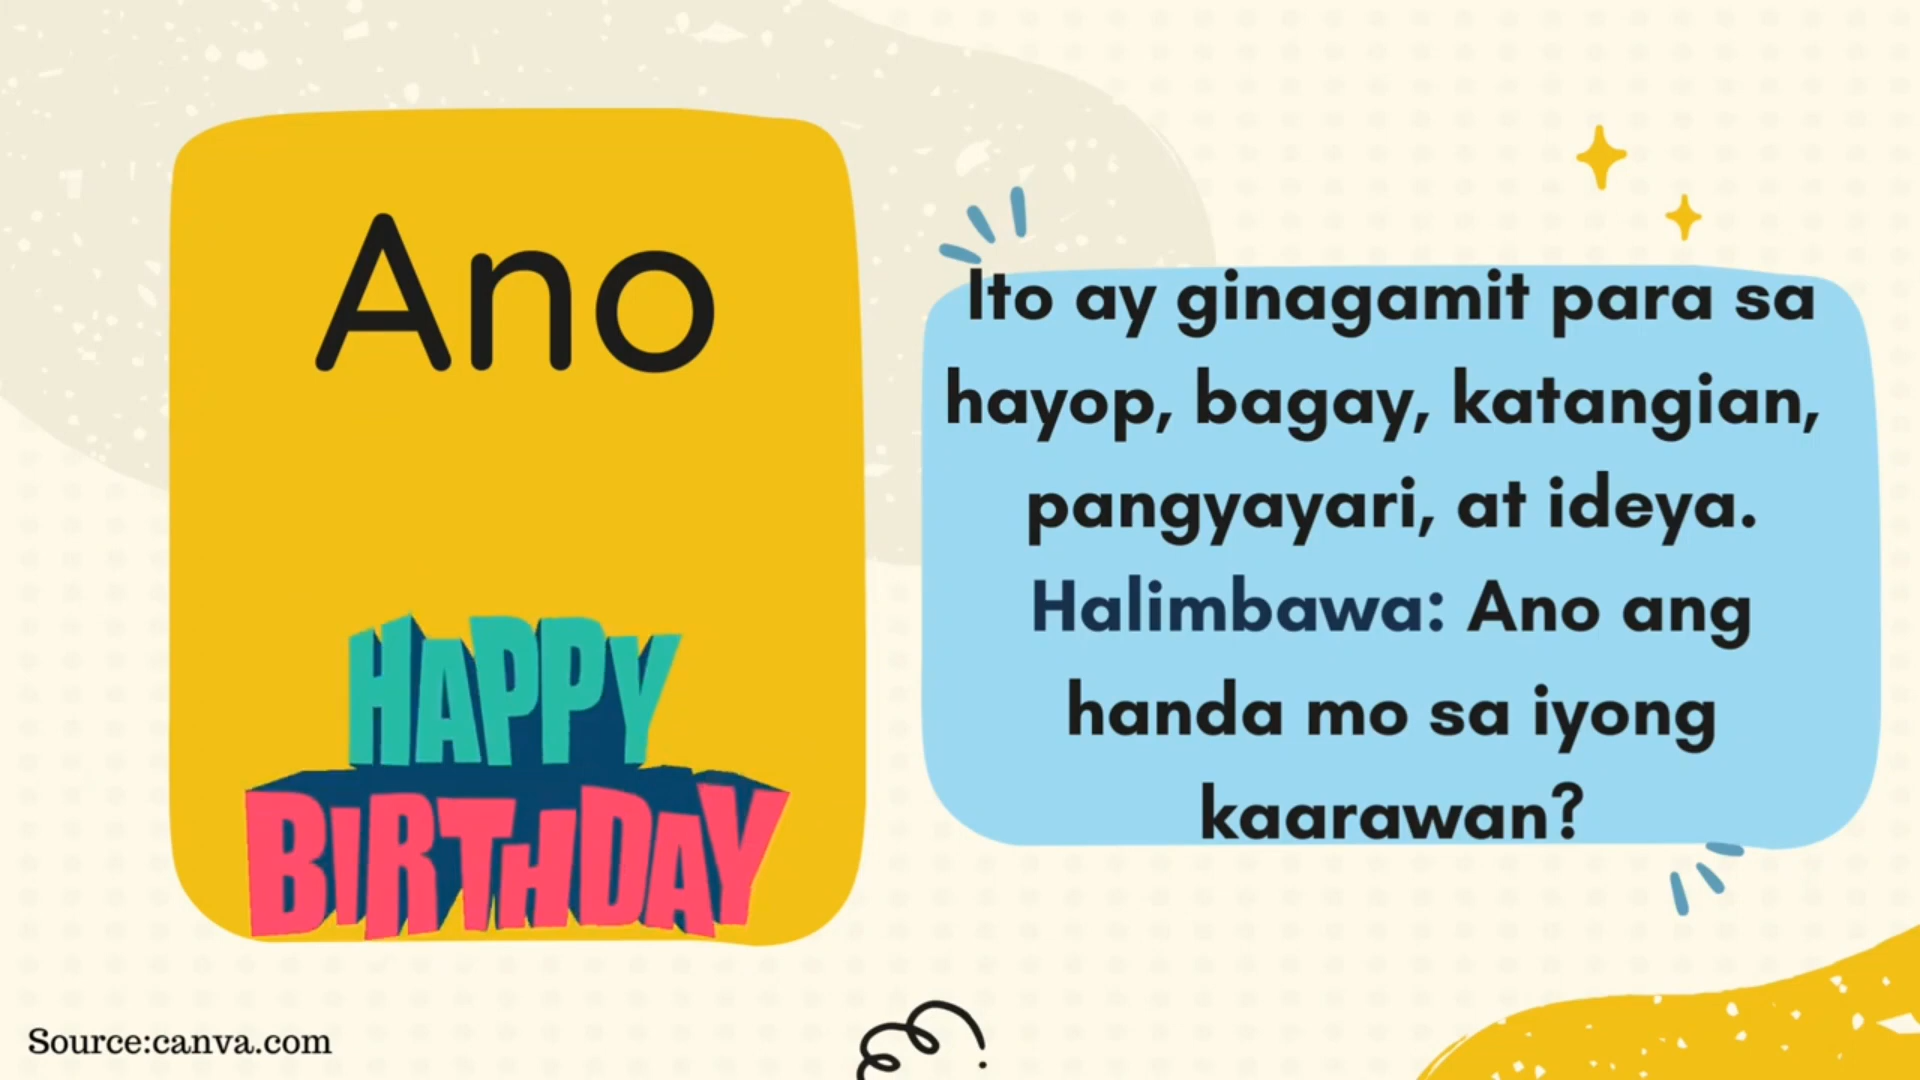 Ano
HAPPY
BIRTHDAY
Ito ay ginagamit para sa
hayop, bagay, katangian,
pangyayari, at ideya.
Halimbawa: Ano ang
handa mo sa iyong
kaarawan?
Source:canva.com